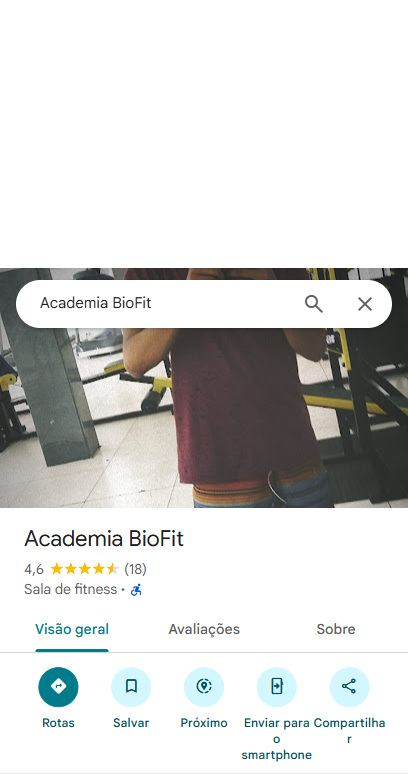 Academia BioFit
Academia BioFit
4,6 (18)
Sala de fitness ·
Visão geral Avaliações Sobre
Rotas Salvar Próximo Enviar para o smartphone Compartilhar